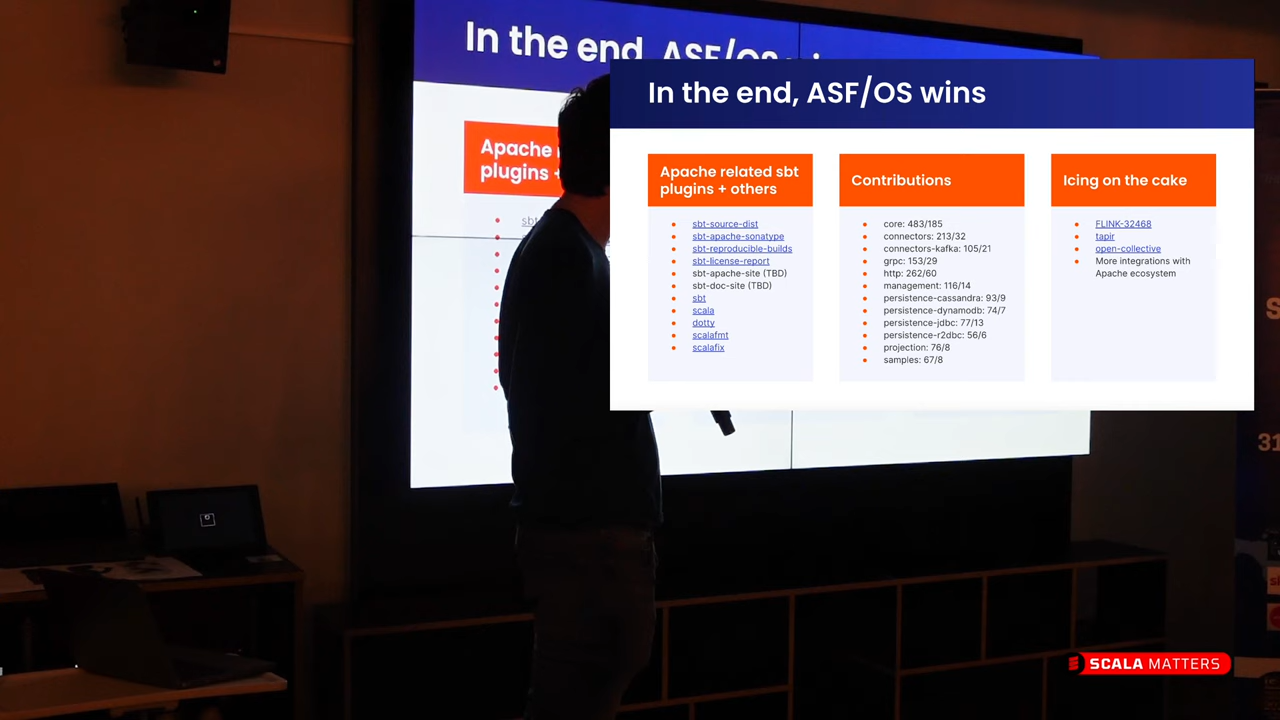 In the end, ASF/OS wi
Apache
plugins +
sbt
In the end, ASF/OS wins
Apache related sbt
plugins + others
sbt-source-dist
sbt-apache-sonatype
sbt-reproducible-builds
sbt-license-report
sbt-apache-site (TBD)
sbt-doc-site (TBD)
sbt
scala
dotty
scalafmt
scalafix
Contributions
core: 483/185
connectors: 213/32
connectors-kafka: 105/21
grpc: 153/29
http: 262/60
management: 116/14
persistence-cassandra: 93/9
persistence-dynamodb: 74/7
persistence-jdbc: 77/13
persistence-r2dbc: 56/6
projection: 76/8
samples: 67/8
Icing on the cake
FLINK-32468
tapir
open-collective
More integrations with
Apache ecosystem
31
SCALA MATTERS